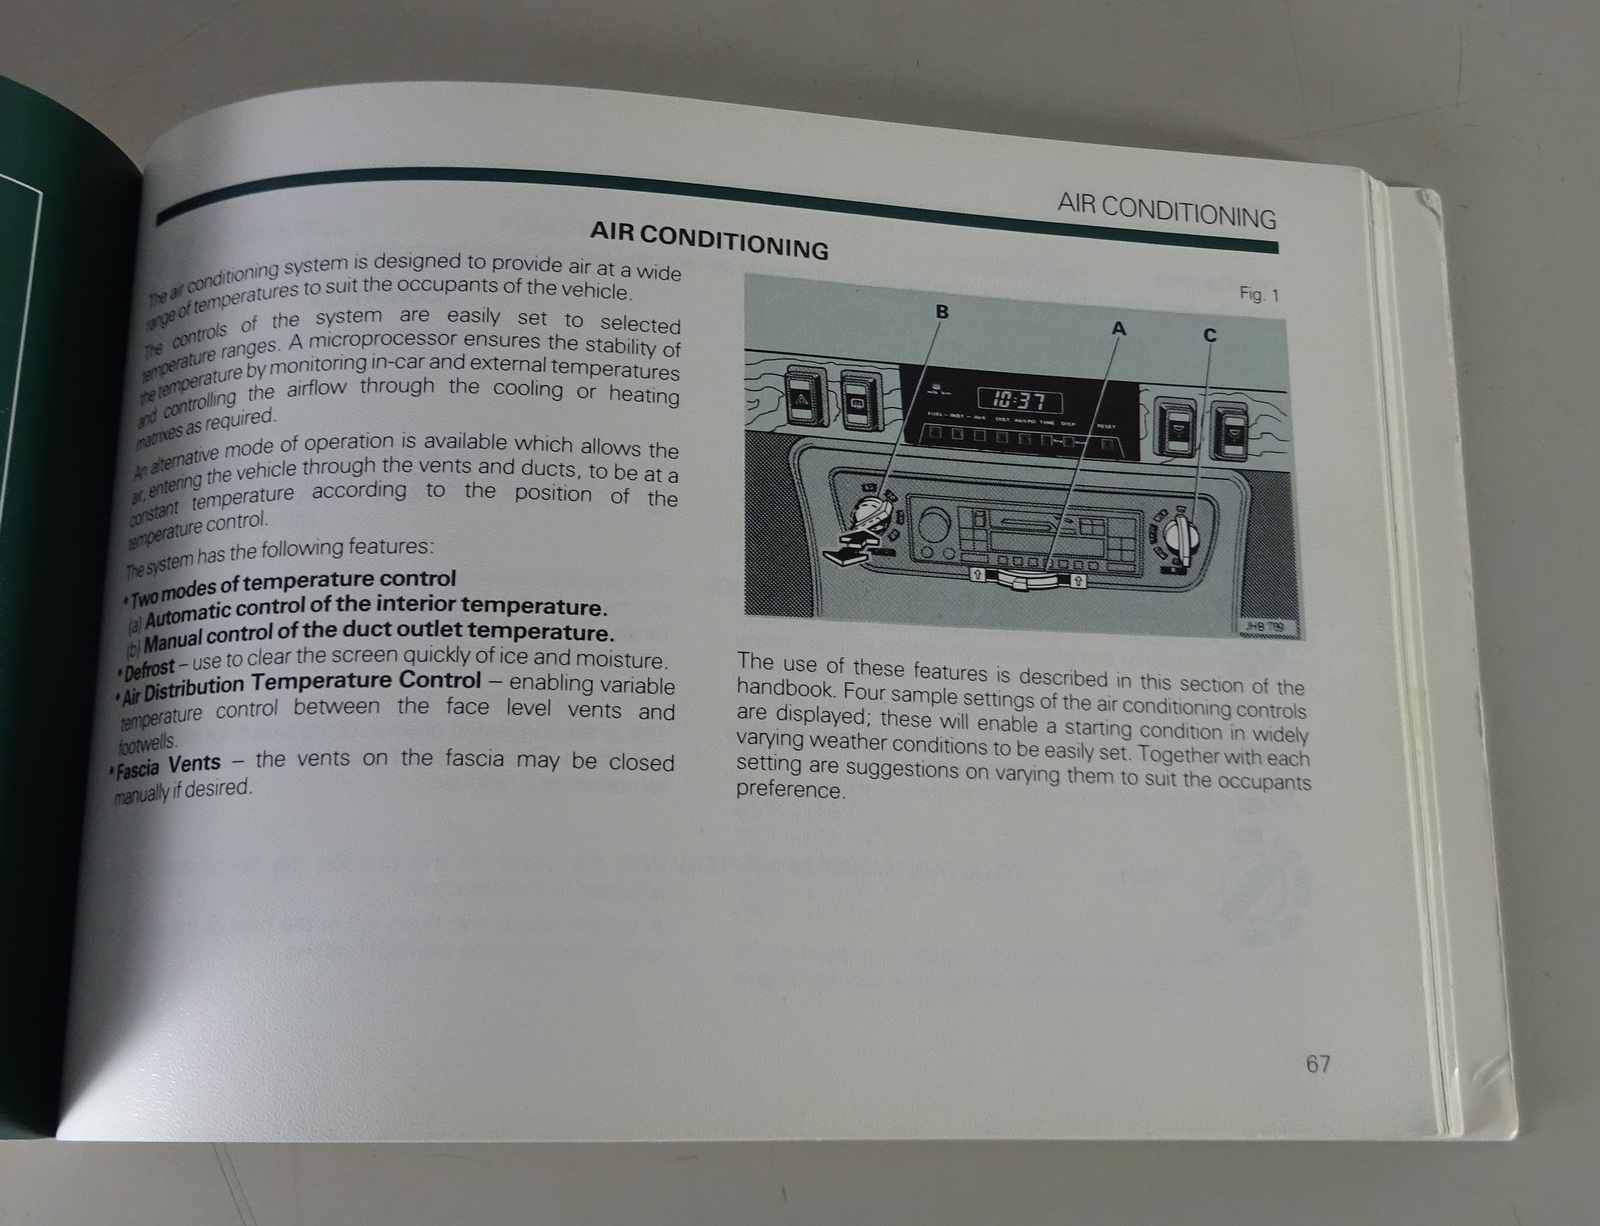 AIR CONDITIONING
AIR CONDITIONING
The air conditioning system is designed to provide air at a wide
range of temperatures to suit the occupants of the vehicle.
The controls of the system are easily set to selected
temperature ranges. A microprocessor ensures the stability of
the temperature by monitoring in-car and external temperatures
and controlling the airflow through the cooling or heating
matrixes as required.
An alternative mode of operation is available which allows the
air, entering the vehicle through the vents and ducts, to be at a
constant temperature according to the position of the
temperature control.
The system has the following features:
*Two modes of temperature control
(a) Automatic control of the interior temperature.
(b) Manual control of the duct outlet temperature.
*Defrost – use to clear the screen quickly of ice and moisture.
*Air Distribution Temperature Control – enabling variable
temperature control between the face level vents and
footwells.
*Fascia Vents – the vents on the fascia may be closed
manually if desired.
Fig. 1
B
A
C
10:37
FUEL – INST – AVE DIST AV.SPD. TIME DISP RESET
JHB 799
The use of these features is described in this section of the
handbook. Four sample settings of the air conditioning controls
are displayed; these will enable a starting condition in widely
varying weather conditions to be easily set. Together with each
setting are suggestions on varying them to suit the occupants
preference.
67